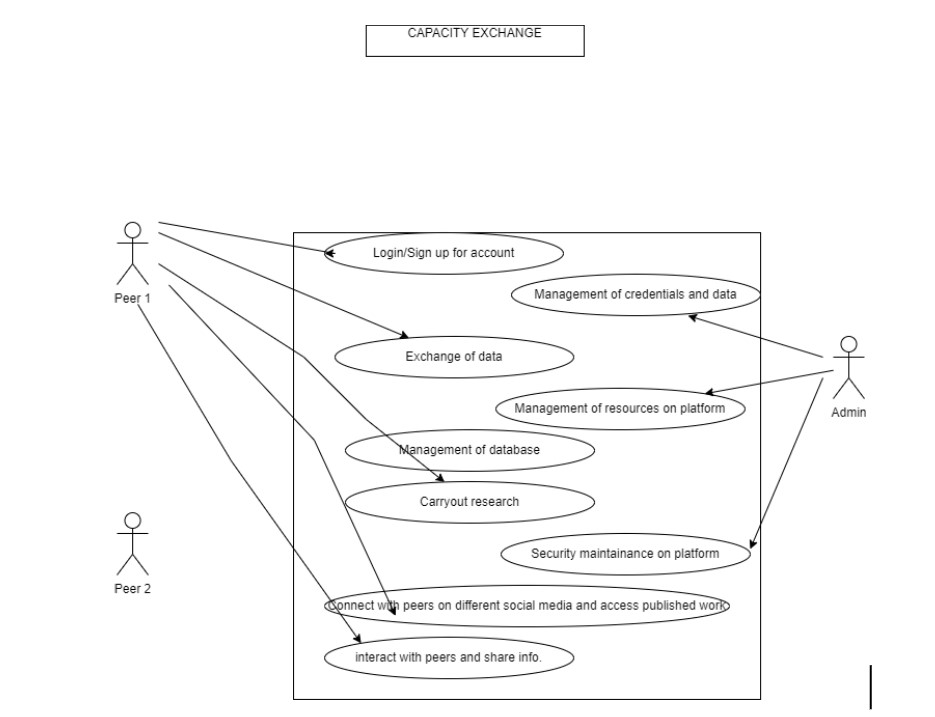 CAPACITY EXCHANGE
Login/Sign up for account
Management of credentials and data
Peer 1
Exchange of data
Management of resources on platform
Admin
Management of database
Carryout research
Security maintainance on platform
Peer 2
Connect with peers on different social media and access published work
interact with peers and share info.